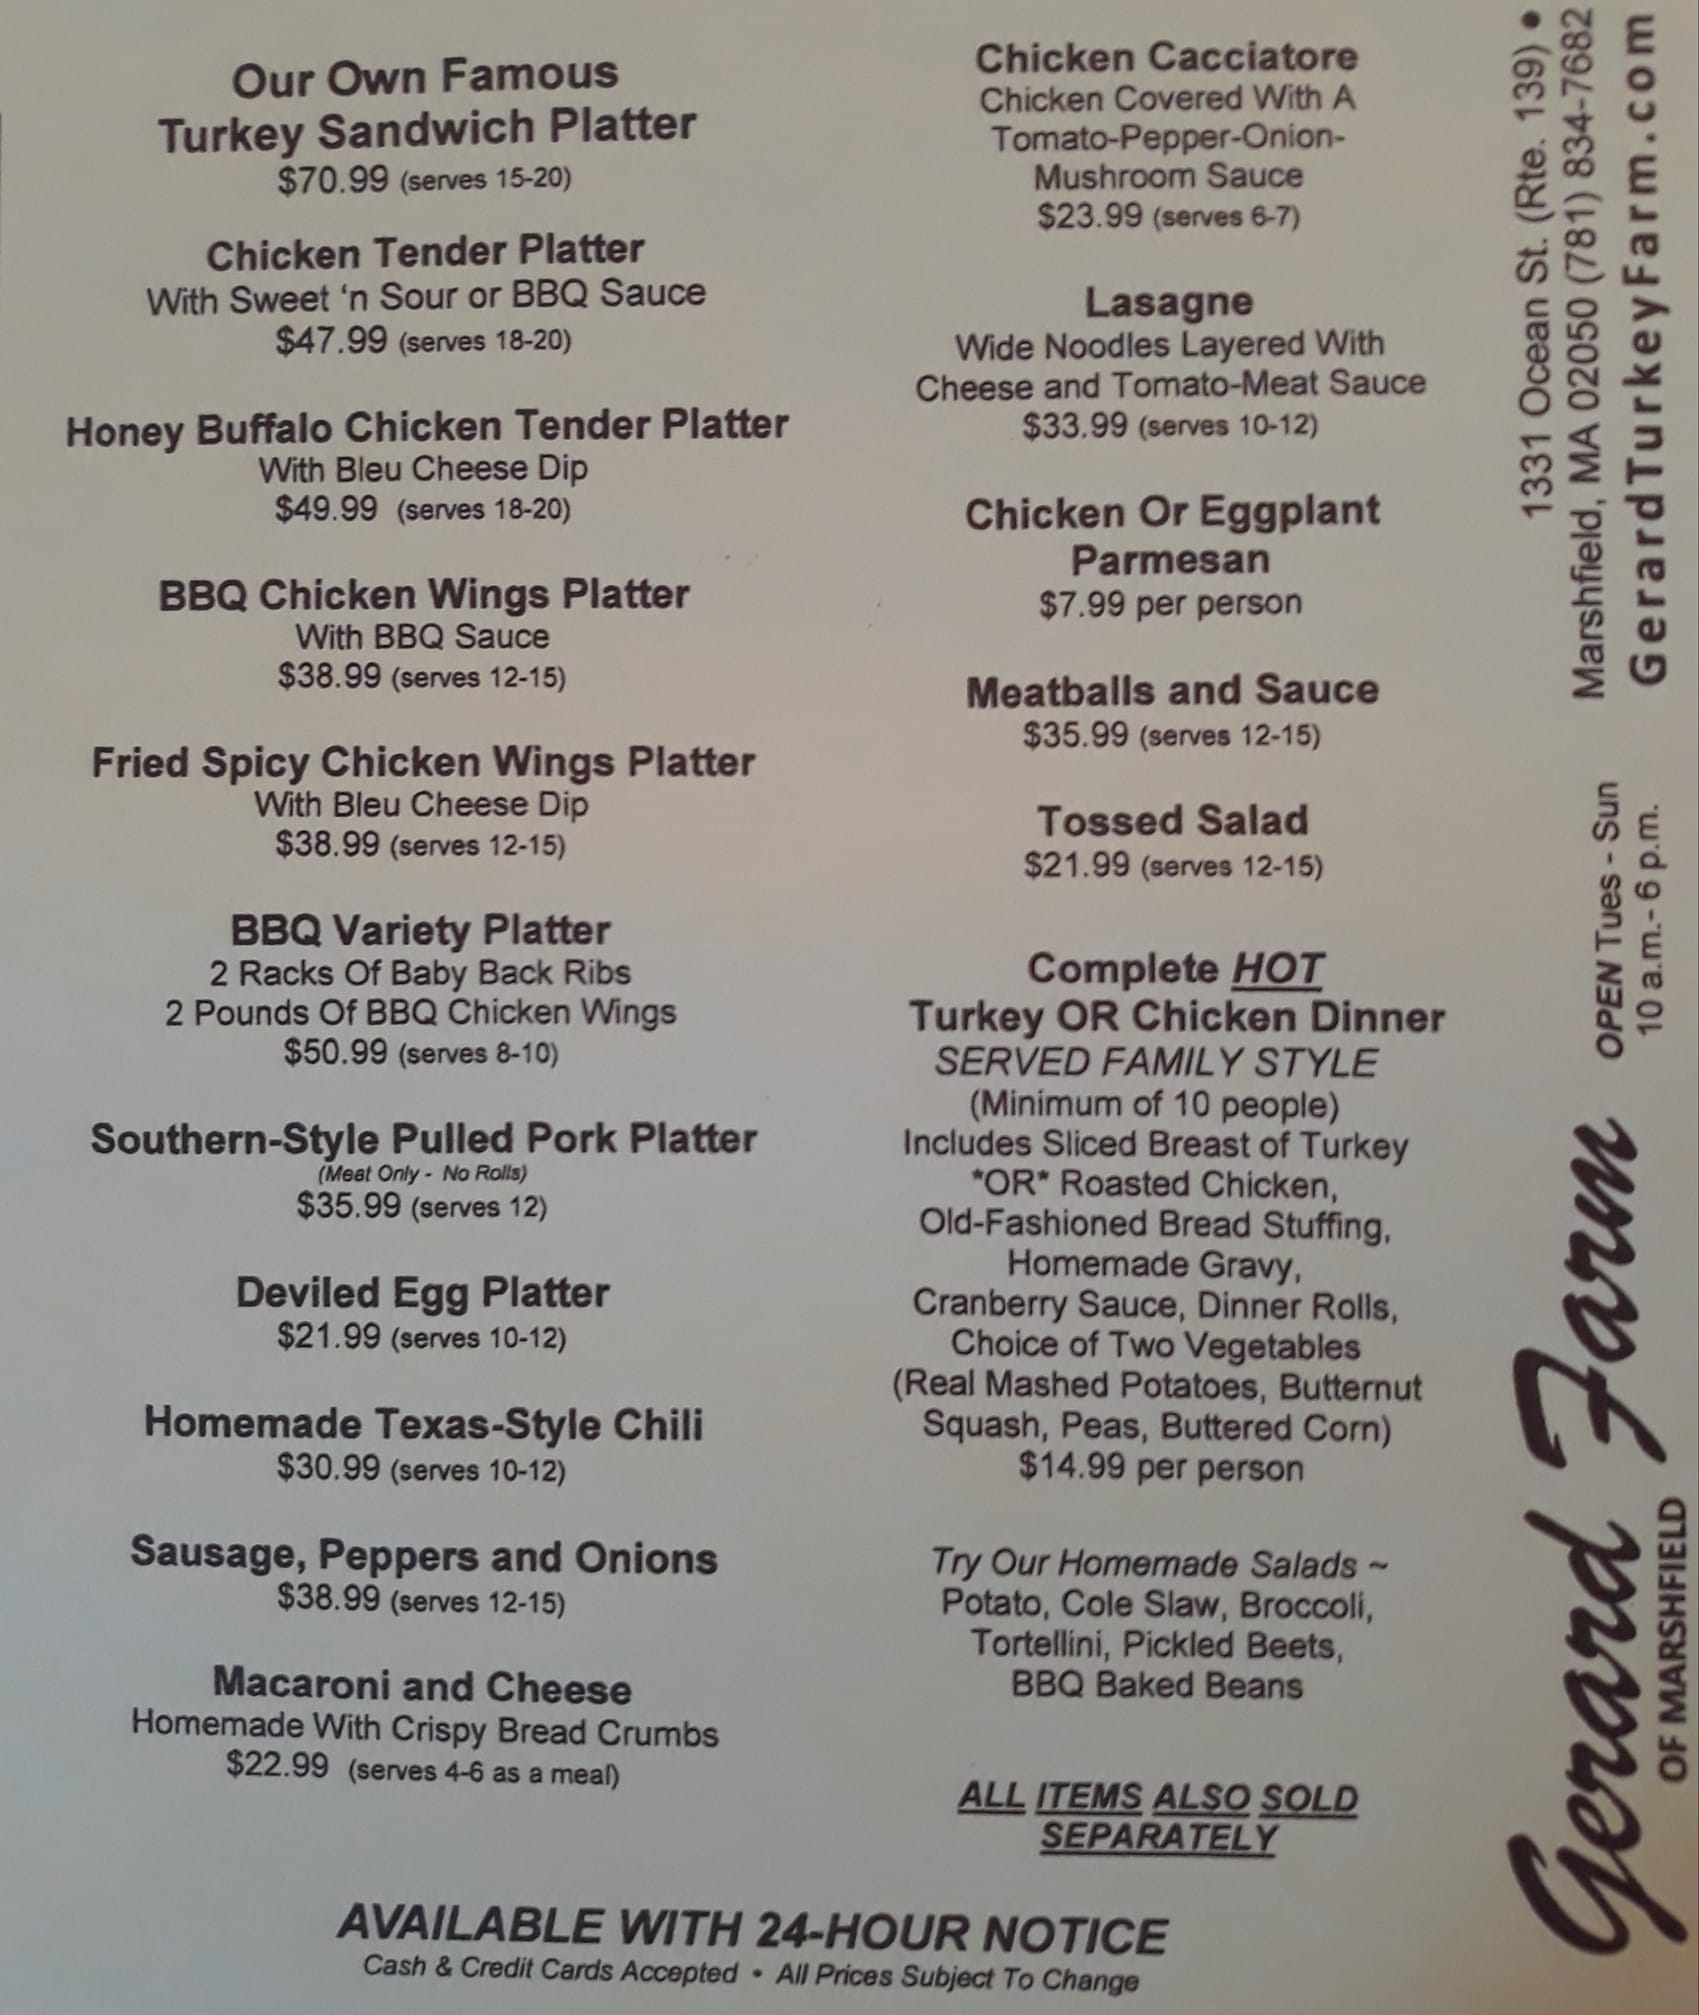 Our Own Famous
Turkey Sandwich Platter
$70.99 (serves 15-20)
Chicken Tender Platter
With Sweet ‘n Sour or BBQ Sauce
$47.99 (serves 18-20)
Honey Buffalo Chicken Tender Platter
With Bleu Cheese Dip
$49.99 (serves 18-20)
BBQ Chicken Wings Platter
With BBQ Sauce
$38.99 (serves 12-15)
Fried Spicy Chicken Wings Platter
With Bleu Cheese Dip
$38.99 (serves 12-15)
BBQ Variety Platter
2 Racks Of Baby Back Ribs
2 Pounds Of BBQ Chicken Wings
$50.99 (serves 8-10)
Southern-Style Pulled Pork Platter
(Meat Only - No Rolls)
$35.99 (serves 12)
Deviled Egg Platter
$21.99 (serves 10-12)
Homemade Texas-Style Chili
$30.99 (serves 10-12)
Sausage, Peppers and Onions
$38.99 (serves 12-15)
Macaroni and Cheese
Homemade With Crispy Bread Crumbs
$22.99 (serves 4-6 as a meal)
Chicken Cacciatore
Chicken Covered With A
Tomato-Pepper-Onion-
Mushroom Sauce
$23.99 (serves 6-7)
Lasagne
Wide Noodles Layered With
Cheese and Tomato-Meat Sauce
$33.99 (serves 10-12)
Chicken Or Eggplant
Parmesan
$7.99 per person
Meatballs and Sauce
$35.99 (serves 12-15)
Tossed Salad
$21.99 (serves 12-15)
Complete HOT
Turkey OR Chicken Dinner
SERVED FAMILY STYLE
(Minimum of 10 people)
Includes Sliced Breast of Turkey
*OR* Roasted Chicken,
Old-Fashioned Bread Stuffing,
Homemade Gravy,
Cranberry Sauce, Dinner Rolls,
Choice of Two Vegetables
(Real Mashed Potatoes, Butternut
Squash, Peas, Buttered Corn)
$14.99 per person
Try Our Homemade Salads ~
Potato, Cole Slaw, Broccoli,
Tortellini, Pickled Beets,
BBQ Baked Beans
ALL ITEMS ALSO SOLD
SEPARATELY
AVAILABLE WITH 24-HOUR NOTICE
Cash & Credit Cards Accepted • All Prices Subject To Change
Gerard Farm
OF MARSHFIELD
OPEN Tues - Sun
10 a.m.- 6 p.m.
1331 Ocean St. (Rte. 139) •
Marshfield, MA 02050 (781) 834-7682
GerardTurkeyFarm.com